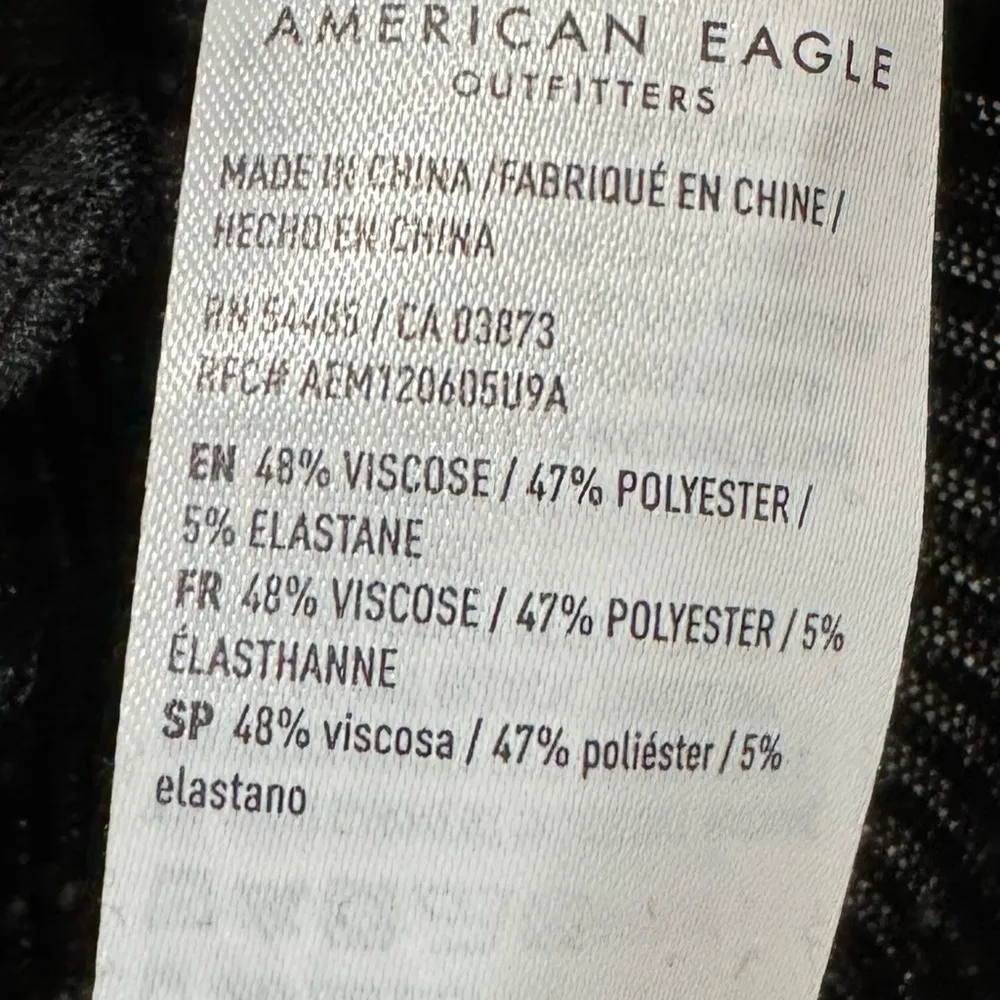 AMERICAN EAGLE
OUTFITTERS
MADE IN CHINA / FABRIQUÉ EN CHINE /
HECHO EN CHINA
RN 54485 / CA 03873
RFC# AEM120605U9A
EN 48% VISCOSE / 47% POLYESTER /
5% ELASTANE
FR 48% VISCOSE / 47% POLYESTER / 5%
ÉLASTHANNE
SP 48% viscosa / 47% poliéster / 5%
elastano